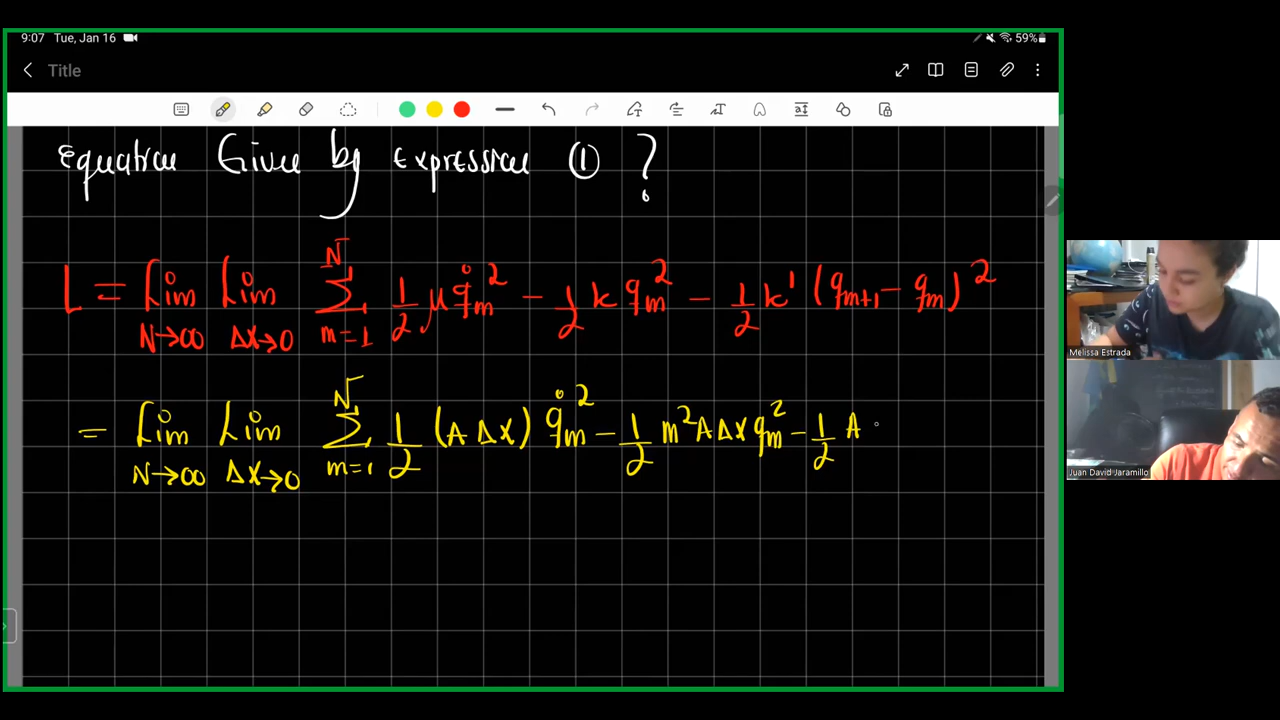 9:07 Tue, Jan 16 59%
Title
Equation Given by expression ① ?
L = Lim N→∞ Lim Δx→0 Σ m=1 N 1/2 μ q̇m² − 1/2 k qm² − 1/2 k' (qm+1 − qm)²
= Lim N→∞ Lim Δx→0 Σ m=1 N 1/2 (A Δx) q̇m² − 1/2 m² A Δx qm² − 1/2 A
Melissa Estrada
Juan David Jaramillo